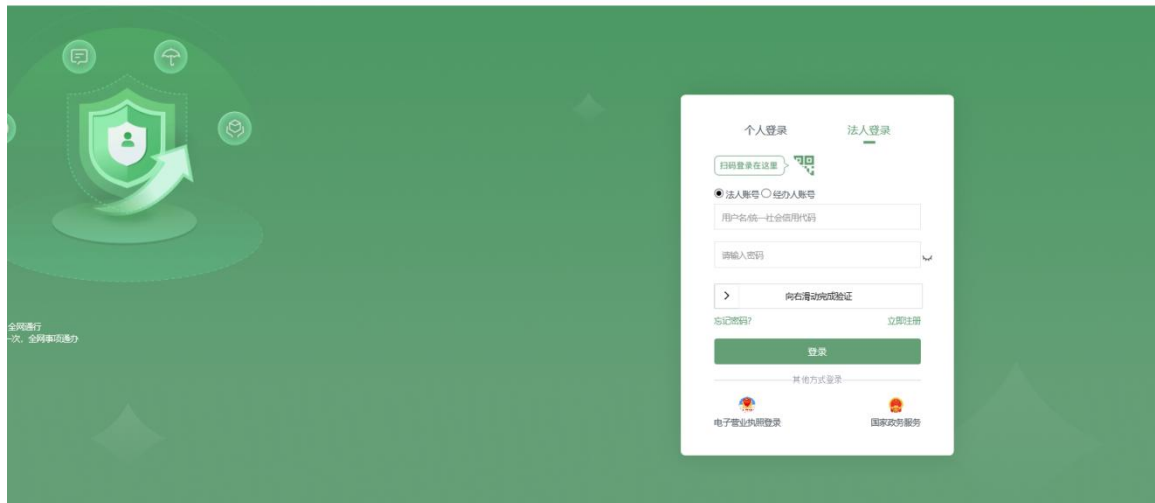 个人登录
法人登录
扫码登录在这里
法人账号
经办人账号
用户名/统一社会信用代码
请输入密码
向右滑动完成验证
忘记密码?
立即注册
登录
其他方式登录
电子营业执照登录
国家政务服务
全网通行
一次，全网事项通办